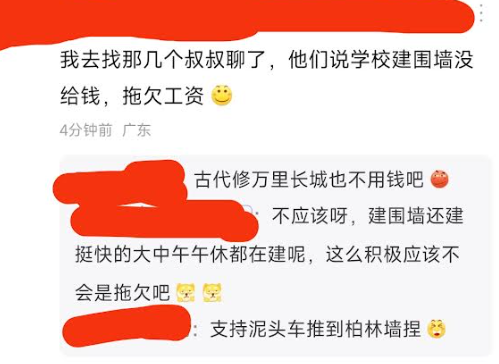 我去找那几个叔叔聊了，他们说学校建围墙没
给钱，拖欠工资
4分钟前 广东
古代修万里长城也不用钱吧
：不应该呀，建围墙还建
挺快的大中午午休都在建呢，这么积极应该不
会是拖欠吧
：支持泥头车推到柏林墙捏